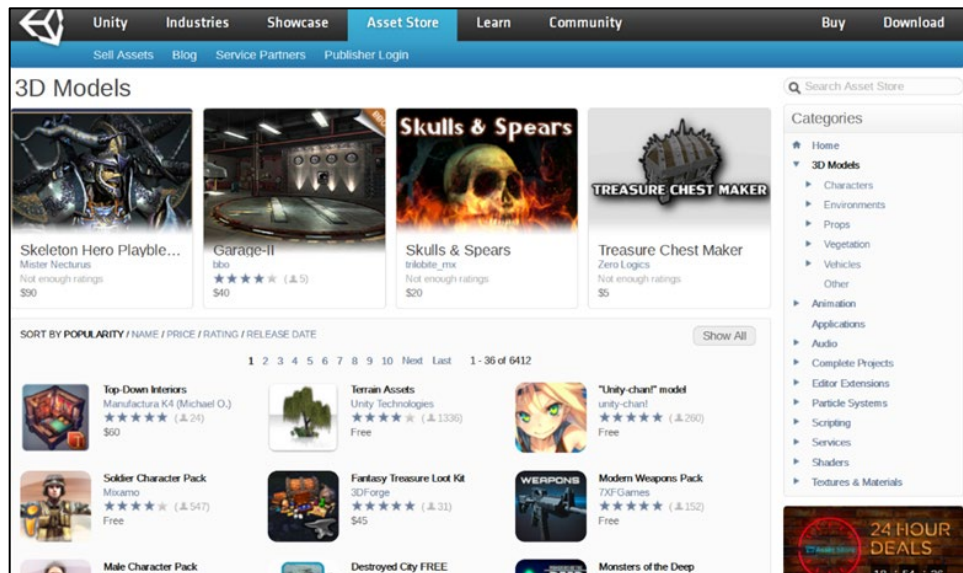 Unity Industries Showcase Asset Store Learn Community Buy Download
Sell Assets Blog Service Partners Publisher Login
3D Models
Skeleton Hero Playble...
Mister Necturus
Not enough ratings
$90
Garage-II
bbo
(5)
$40
Skulls & Spears
Skulls & Spears
trilobite_mx
Not enough ratings
$20
TREASURE CHEST MAKER
Treasure Chest Maker
Zero Logics
Not enough ratings
$5
SORT BY POPULARITY / NAME / PRICE / RATING / RELEASE DATE
Show All
1 2 3 4 5 6 7 8 9 10 Next Last 1 - 36 of 6412
Top-Down Interiors
Manufactura K4 (Michael O.)
(24)
$60
Terrain Assets
Unity Technologies
(1336)
Free
"Unity-chan!" model
unity-chan!
(260)
Free
Soldier Character Pack
Mixamo
(547)
Free
Fantasy Treasure Loot Kit
3DForge
(31)
$45
WEAPONS
Modern Weapons Pack
7XFGames
(152)
Free
Male Character Pack
Destroyed City FREE
Monsters of the Deep
Search Asset Store
Categories
Home
3D Models
Characters
Environments
Props
Vegetation
Vehicles
Other
Animation
Applications
Audio
Complete Projects
Editor Extensions
Particle Systems
Scripting
Services
Shaders
Textures & Materials
Asset Store
24 HOUR
DEALS